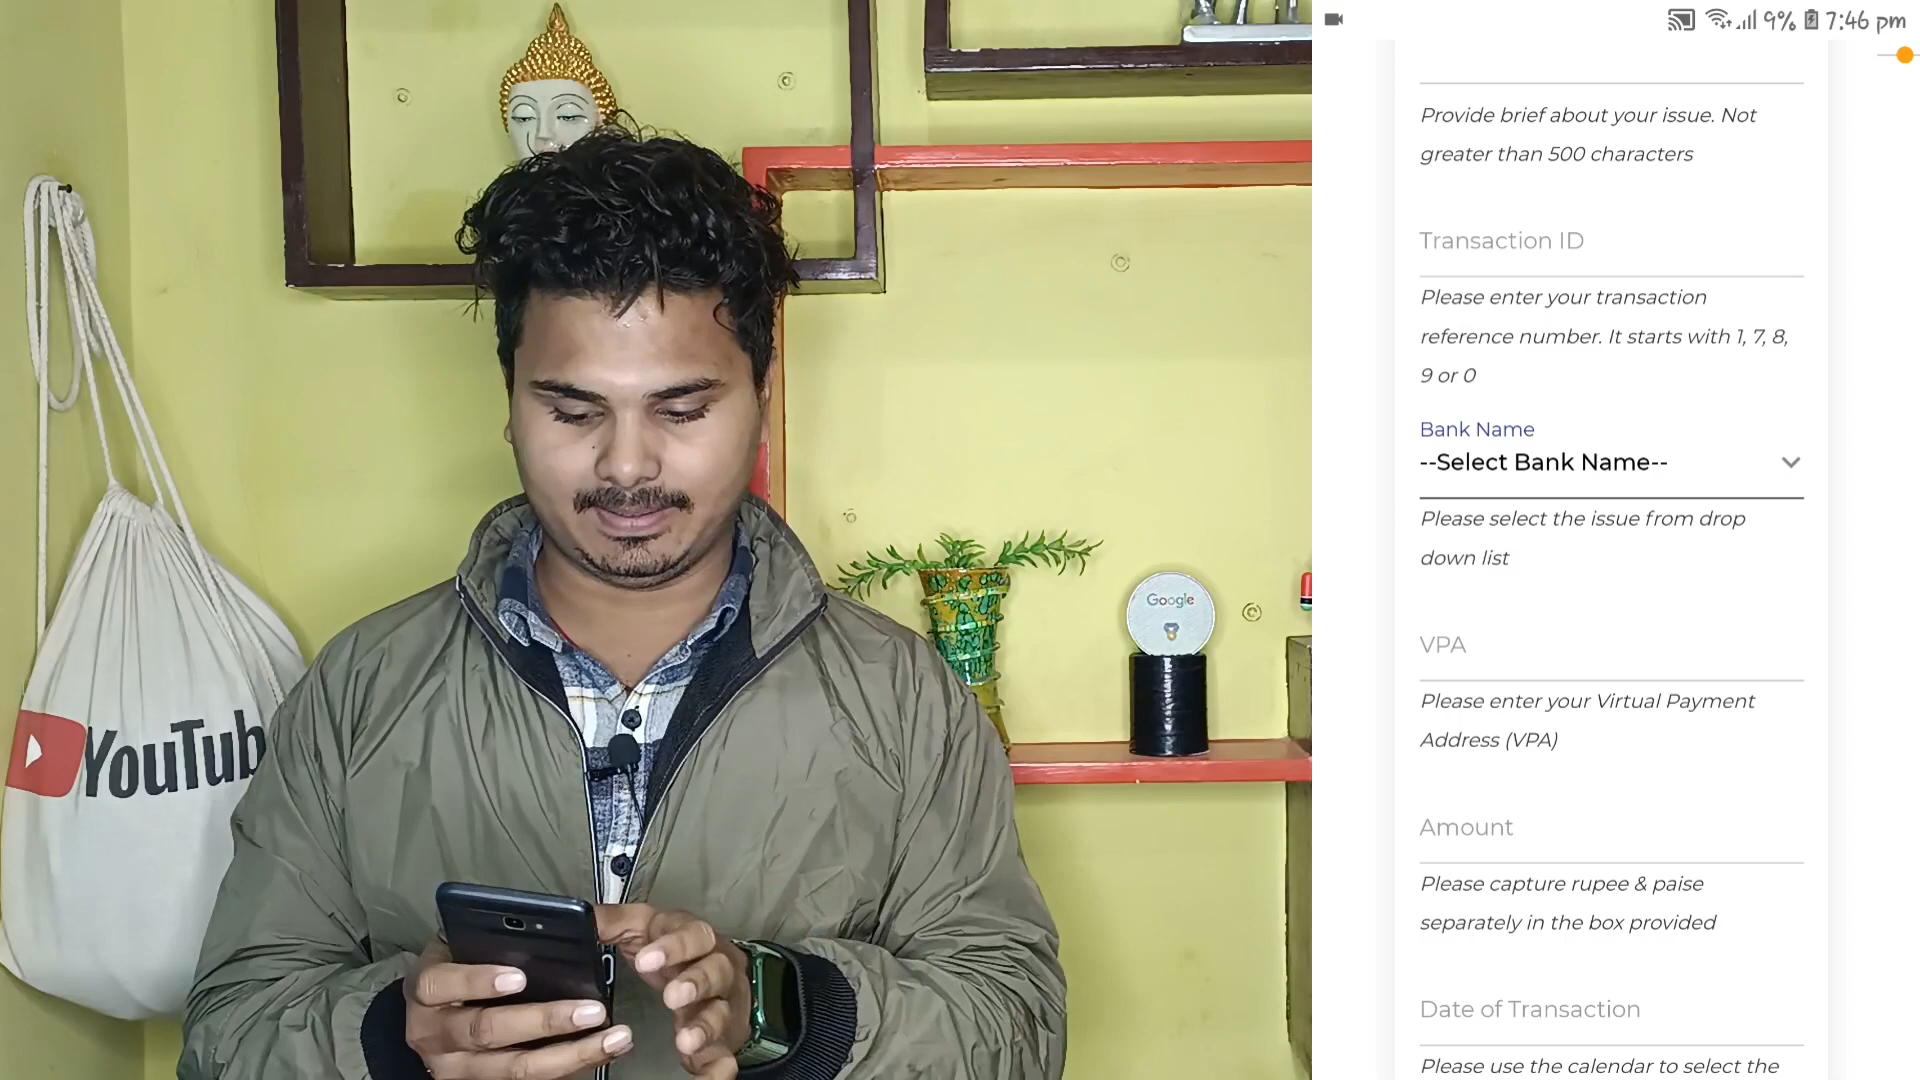 9% 7:46 pm
Provide brief about your issue. Not
greater than 500 characters
Transaction ID
Please enter your transaction
reference number. It starts with 1, 7, 8,
9 or 0
Bank Name
--Select Bank Name--
Please select the issue from drop
down list
VPA
Please enter your Virtual Payment
Address (VPA)
Amount
Please capture rupee & paise
separately in the box provided
Date of Transaction
Please use the calendar to select the
YouTub
Google